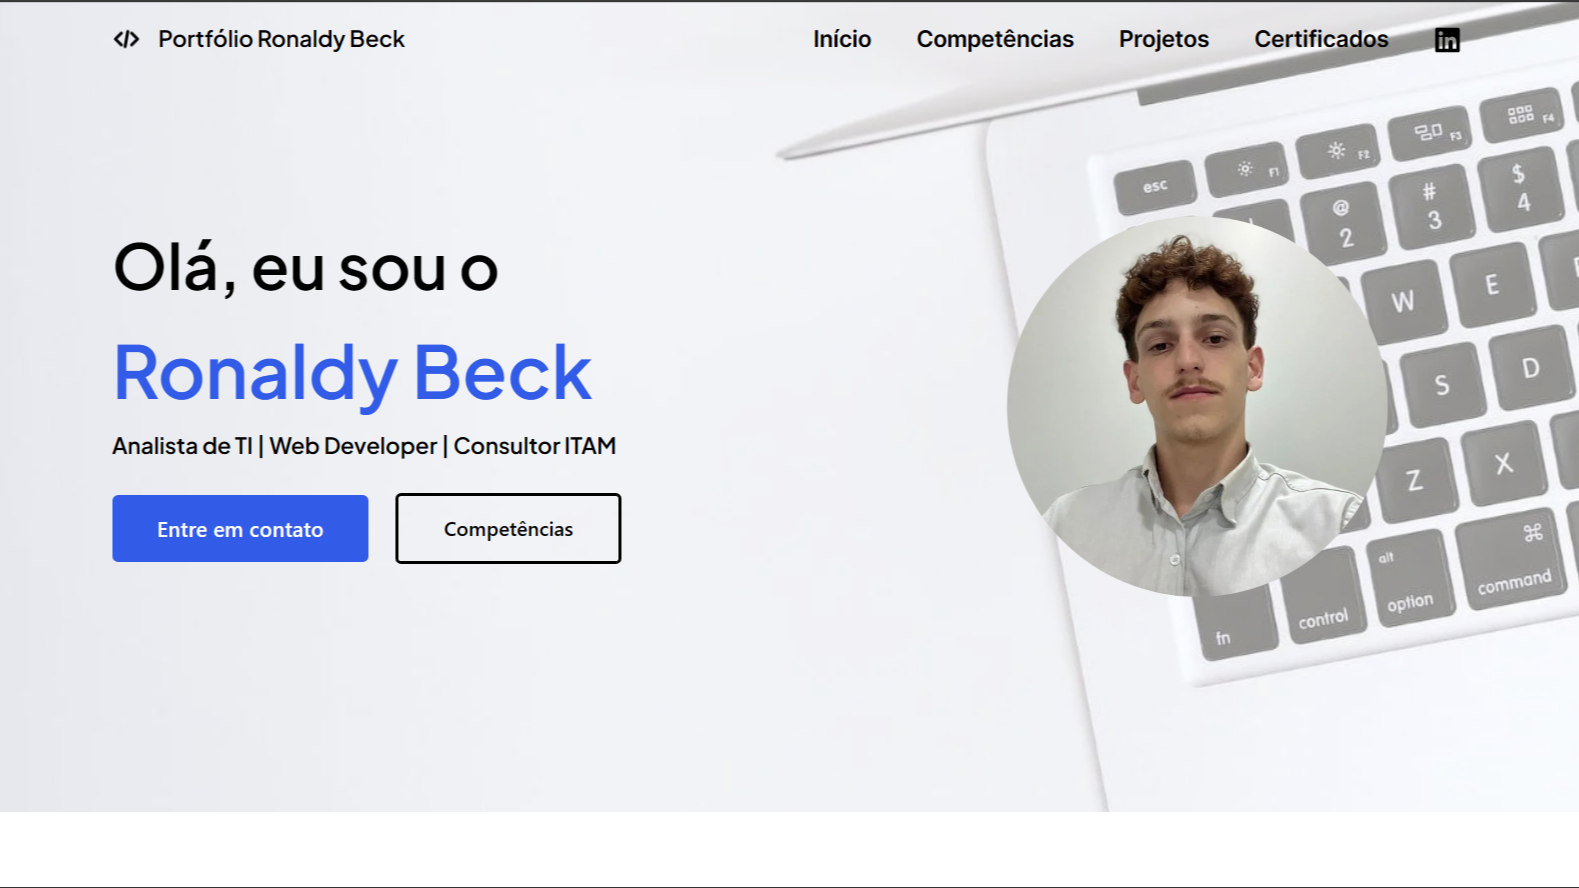 </> Portfólio Ronaldy Beck
Início Competências Projetos Certificados in
Olá, eu sou o
Ronaldy Beck
Analista de TI | Web Developer | Consultor ITAM
Entre em contato Competências
esc F1 F2 F3 F4
@ 2 # 3 $ 4
W E
S D
Z X
fn control alt option ⌘ command